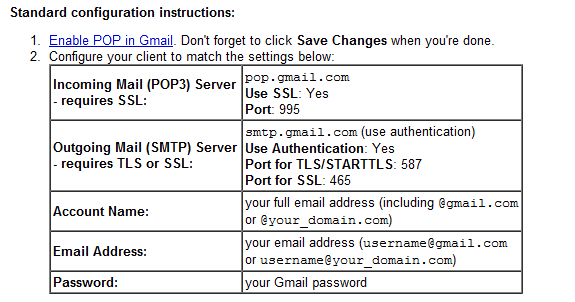 Standard configuration instructions:
1. Enable POP in Gmail. Don't forget to click Save Changes when you're done.
2. Configure your client to match the settings below:
Incoming Mail (POP3) Server
- requires SSL:
pop.gmail.com
Use SSL: Yes
Port: 995
Outgoing Mail (SMTP) Server
- requires TLS or SSL:
smtp.gmail.com (use authentication)
Use Authentication: Yes
Port for TLS/STARTTLS: 587
Port for SSL: 465
Account Name:
your full email address (including @gmail.com
or @your_domain.com)
Email Address:
your email address (username@gmail.com
or username@your_domain.com)
Password:
your Gmail password